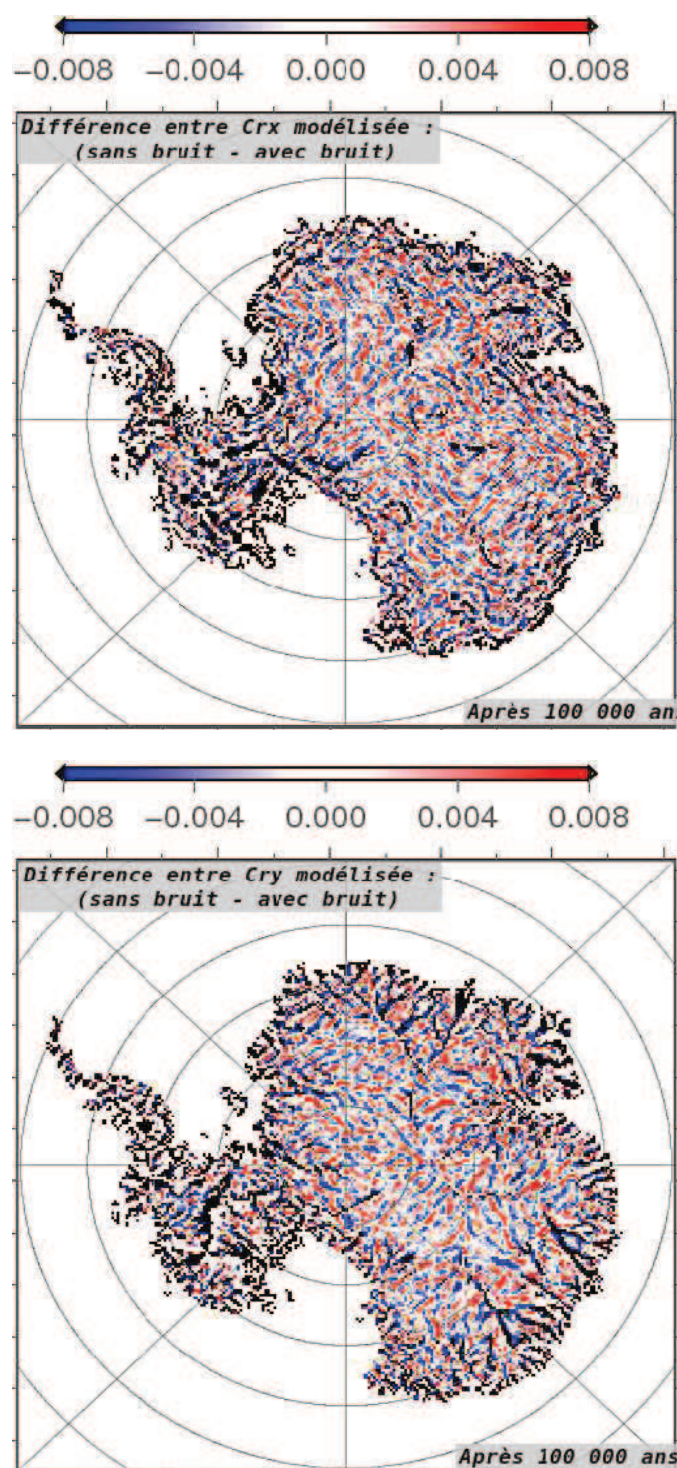 −0.008 −0.004 0.000 0.004 0.008
Différence entre Crx modélisée :
(sans bruit - avec bruit)
Après 100 000 ans
−0.008 −0.004 0.000 0.004 0.008
Différence entre Cry modélisée :
(sans bruit - avec bruit)
Après 100 000 ans